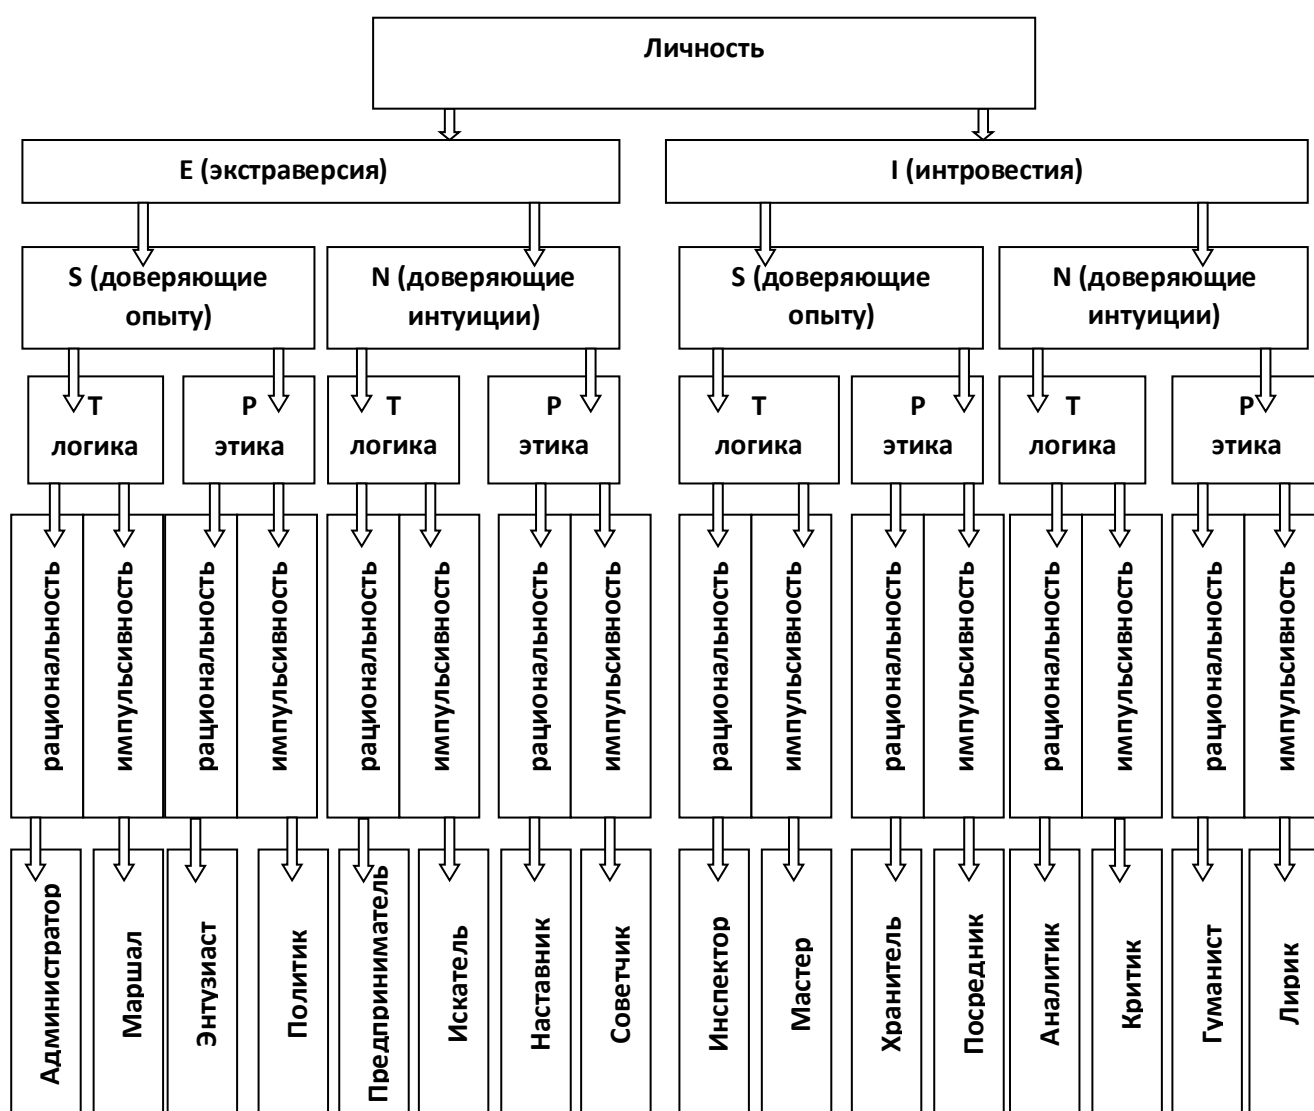 Личность
E (экстраверсия)
I (интровестия)
S (доверяющие
опыту)
N (доверяющие
интуиции)
S (доверяющие
опыту)
N (доверяющие
интуиции)
T
логика
P
этика
T
логика
P
этика
T
логика
P
этика
T
логика
P
этика
рациональность
импульсивность
рациональность
импульсивность
рациональность
импульсивность
рациональность
импульсивность
рациональность
импульсивность
рациональность
импульсивность
рациональность
импульсивность
рациональность
импульсивность
Администратор
Маршал
Энтузиаст
Политик
Предприниматель
Искатель
Наставник
Советчик
Инспектор
Мастер
Хранитель
Посредник
Аналитик
Критик
Гуманист
Лирик